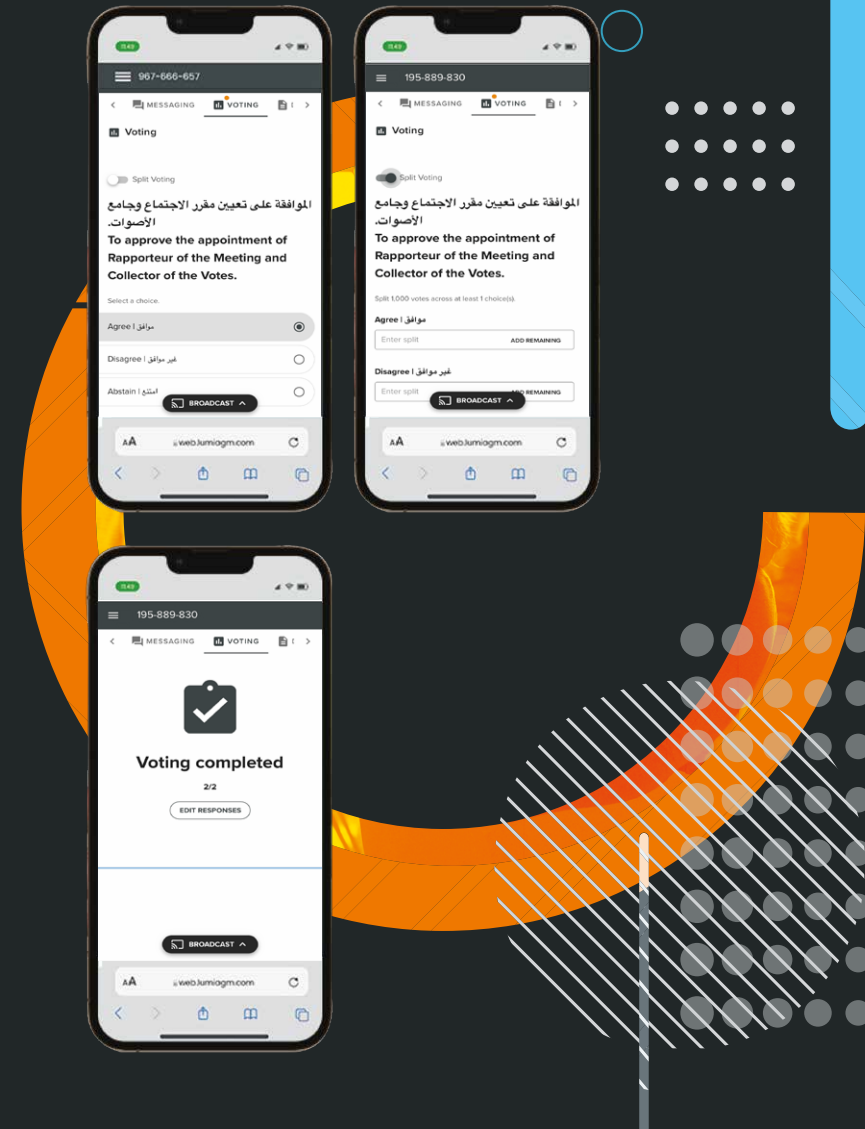 11:49
967-666-657
MESSAGING
VOTING
Voting
Split Voting
الموافقة على تعيين مقرر الاجتماع وجامع
الأصوات.
To approve the appointment of
Rapporteur of the Meeting and
Collector of the Votes.
Select a choice.
Agree | موافق
Disagree | غير موافق
Abstain | امتنع
BROADCAST
AA web.lumiagm.com
11:49
195-889-830
MESSAGING
VOTING
Voting
Split Voting
الموافقة على تعيين مقرر الاجتماع وجامع
الأصوات.
To approve the appointment of
Rapporteur of the Meeting and
Collector of the Votes.
Split 1,000 votes across at least 1 choice(s).
Agree | موافق
Enter split ADD REMAINING
Disagree | غير موافق
Enter split ADD REMAINING
BROADCAST
AA web.lumiagm.com
11:49
195-889-830
MESSAGING
VOTING
Voting completed
2/2
EDIT RESPONSES
BROADCAST
AA web.lumiagm.com